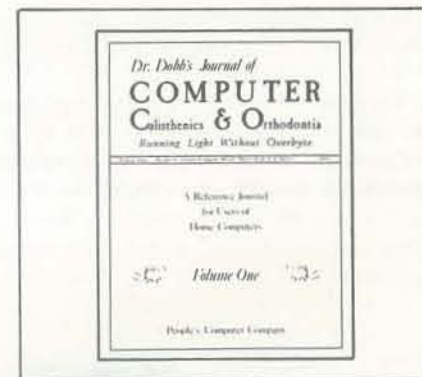 Dr. Dobb's Journal of
COMPUTER
Calisthenics & Orthodontia
Running Light Without Overbyte
A Reference Journal
for Users of
Home Computers
Volume One
People's Computer Company